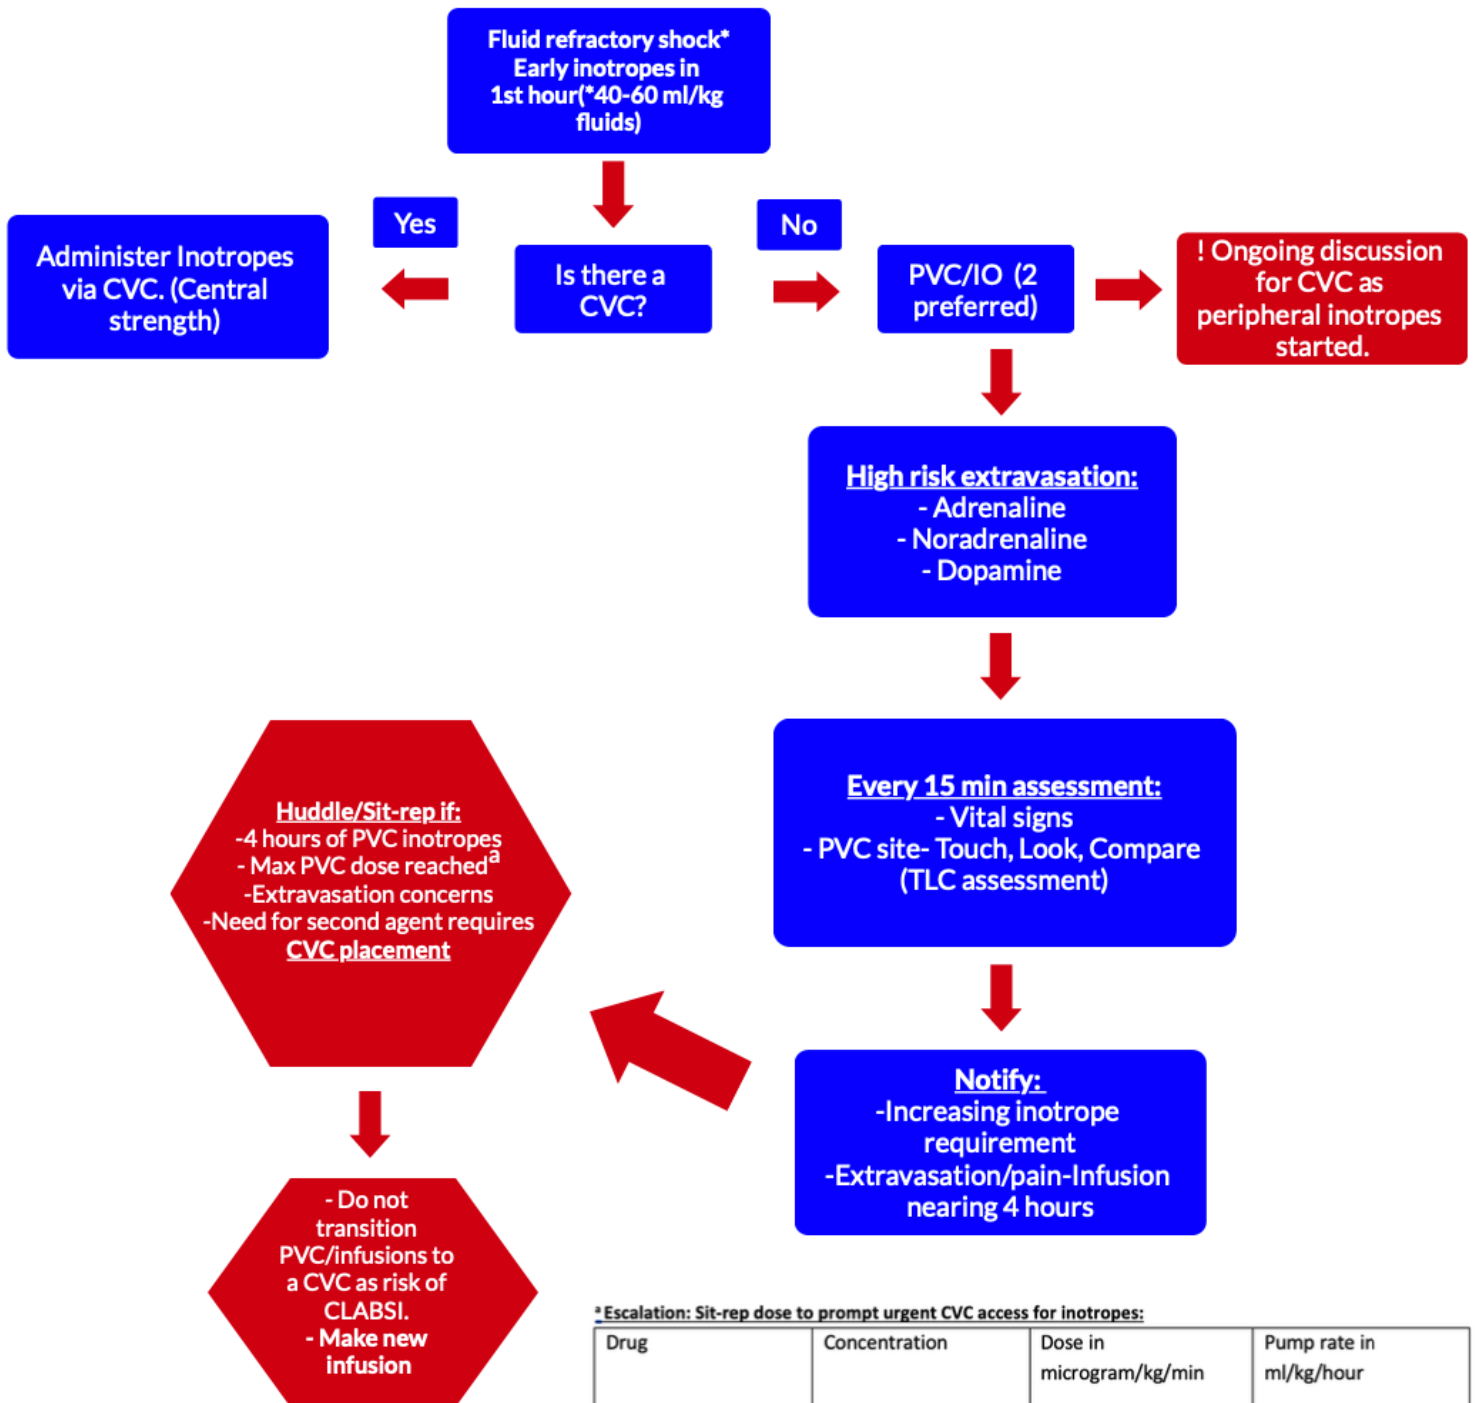 Fluid refractory shock*
Early inotropes in
1st hour(*40-60 ml/kg
fluids)
Yes
No
Administer Inotropes
via CVC. (Central
strength)
Is there a
CVC?
PVC/IO (2
preferred)
! Ongoing discussion
for CVC as
peripheral inotropes
started.
High risk extravasation:
- Adrenaline
- Noradrenaline
- Dopamine
Every 15 min assessment:
- Vital signs
- PVC site- Touch, Look, Compare
(TLC assessment)
Huddle/Sit-rep if:
-4 hours of PVC inotropes
- Max PVC dose reachedª
-Extravasation concerns
-Need for second agent requires
CVC placement
Notify:
-Increasing inotrope
requirement
-Extravasation/pain-Infusion
nearing 4 hours
- Do not
transition
PVC/infusions to
a CVC as risk of
CLABSI.
- Make new
infusion
ª Escalation: Sit-rep dose to prompt urgent CVC access for inotropes:
Drug
Concentration
Dose in
microgram/kg/min
Pump rate in
ml/kg/hour